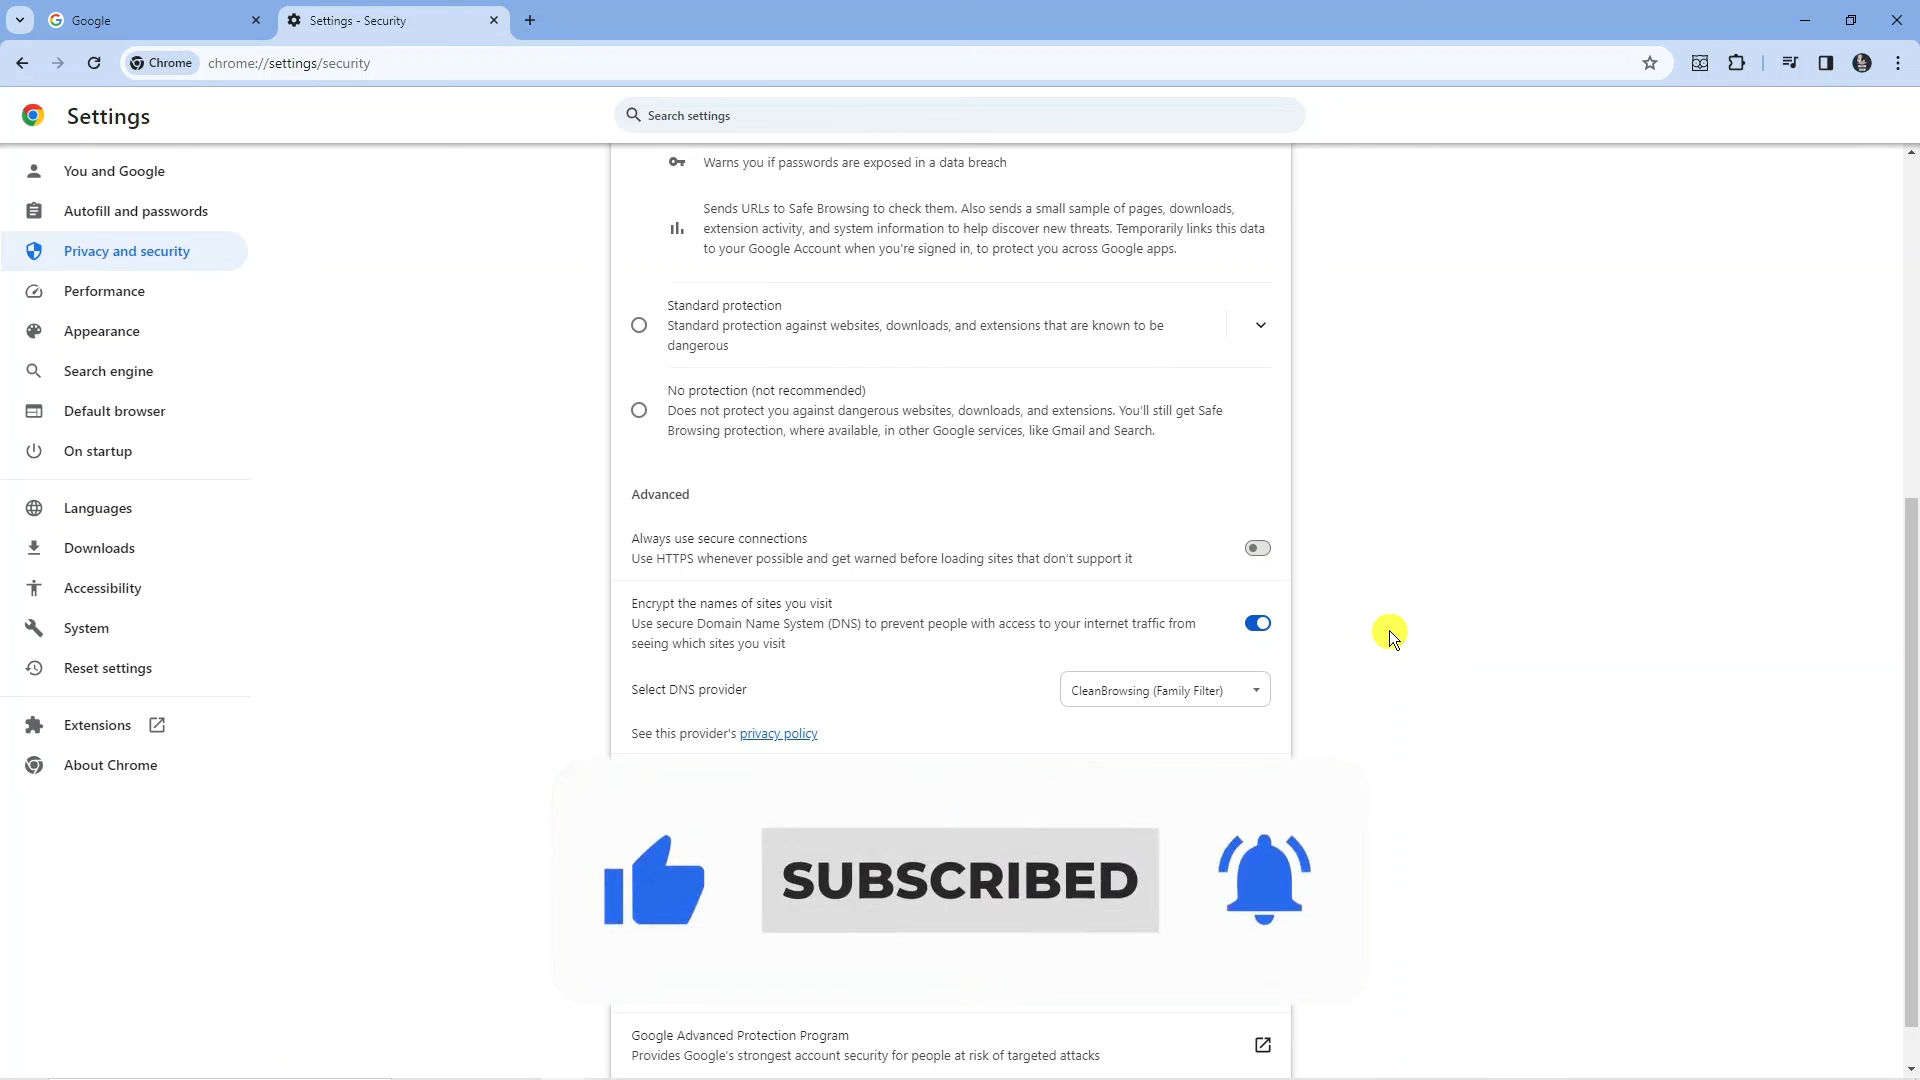 Google
Settings - Security
Chrome
chrome://settings/security
Settings
Search settings
You and Google
Autofill and passwords
Privacy and security
Performance
Appearance
Search engine
Default browser
On startup
Languages
Downloads
Accessibility
System
Reset settings
Extensions
About Chrome
Warns you if passwords are exposed in a data breach
Sends URLs to Safe Browsing to check them. Also sends a small sample of pages, downloads,
extension activity, and system information to help discover new threats. Temporarily links this data
to your Google Account when you're signed in, to protect you across Google apps.
Standard protection
Standard protection against websites, downloads, and extensions that are known to be
dangerous
No protection (not recommended)
Does not protect you against dangerous websites, downloads, and extensions. You'll still get Safe
Browsing protection, where available, in other Google services, like Gmail and Search.
Advanced
Always use secure connections
Use HTTPS whenever possible and get warned before loading sites that don't support it
Encrypt the names of sites you visit
Use secure Domain Name System (DNS) to prevent people with access to your internet traffic from
seeing which sites you visit
Select DNS provider
CleanBrowsing (Family Filter)
See this provider's privacy policy
SUBSCRIBED
Google Advanced Protection Program
Provides Google's strongest account security for people at risk of targeted attacks